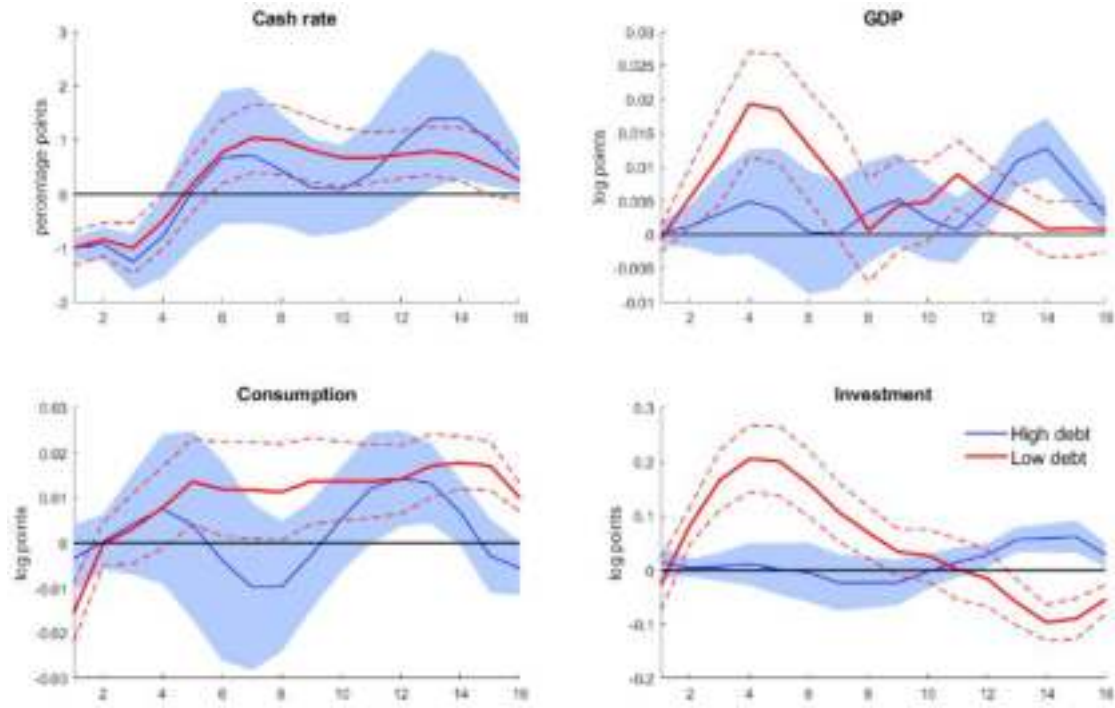 Cash rate
3
2
1
0
-1
-2
percentage points
2 4 6 8 10 12 14 16
GDP
0.03
0.025
0.02
0.015
0.01
0.005
0
-0.005
-0.01
log points
2 4 6 8 10 12 14 16
Consumption
0.03
0.02
0.01
0
-0.01
-0.02
-0.03
log points
2 4 6 8 10 12 14 16
Investment
0.3
0.2
0.1
0
-0.1
-0.2
log points
High debt
Low debt
2 4 6 8 10 12 14 16